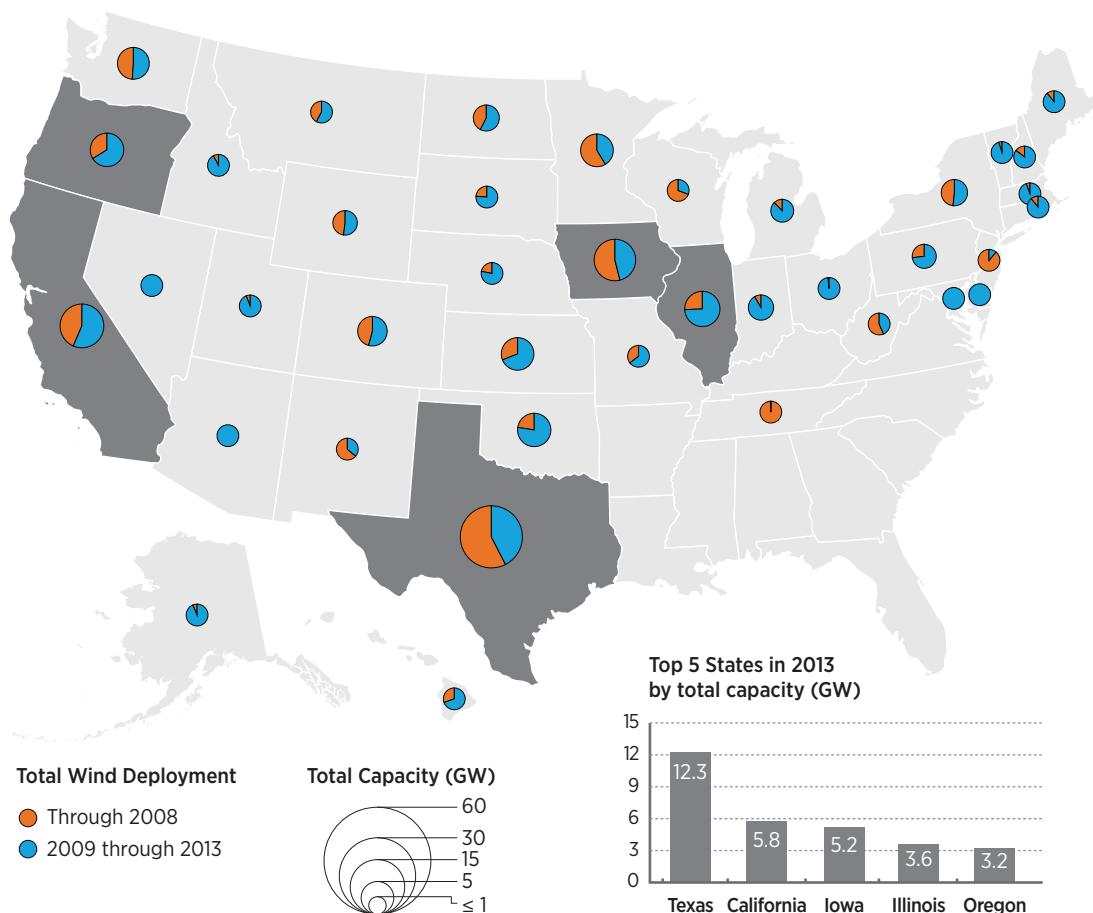 Top 5 States in 2013
by total capacity (GW)
15
12
9
6
3
0
12.3
5.8
5.2
3.6
3.2
Texas California Iowa Illinois Oregon
Total Wind Deployment
Through 2008
2009 through 2013
Total Capacity (GW)
60
30
15
5
≤ 1